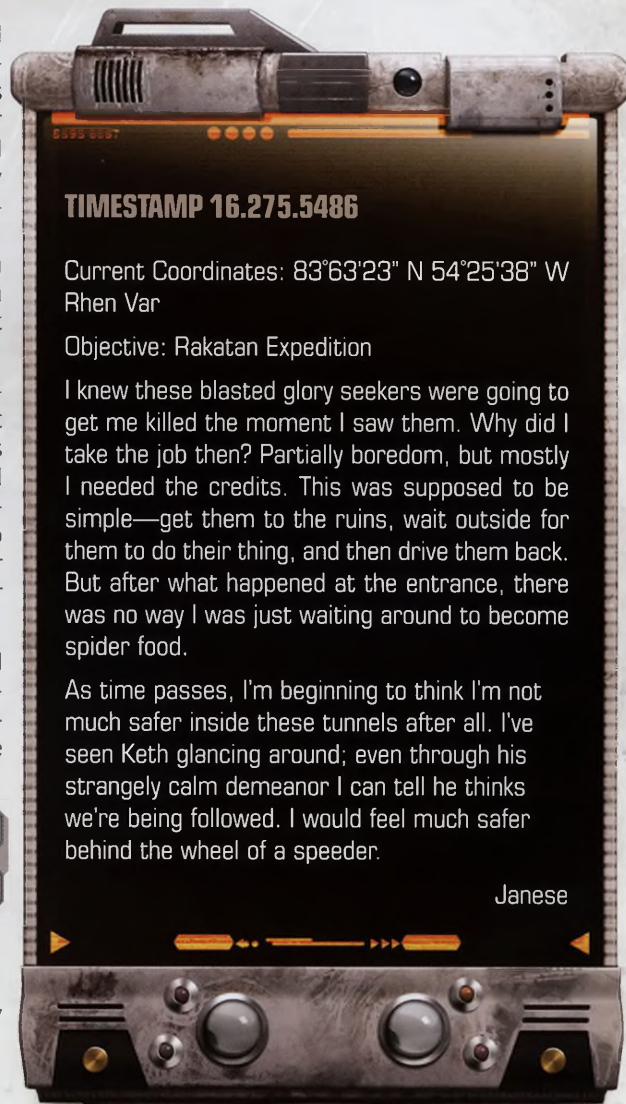 TIMESTAMP 16.275.5486
Current Coordinates: 83°63'23" N 54°25'38" W
Rhen Var
Objective: Rakatan Expedition
I knew these blasted glory seekers were going to
get me killed the moment I saw them. Why did I
take the job then? Partially boredom, but mostly
I needed the credits. This was supposed to be
simple—get them to the ruins, wait outside for
them to do their thing, and then drive them back.
But after what happened at the entrance, there
was no way I was just waiting around to become
spider food.
As time passes, I'm beginning to think I'm not
much safer inside these tunnels after all. I've
seen Keth glancing around; even through his
strangely calm demeanor I can tell he thinks
we're being followed. I would feel much safer
behind the wheel of a speeder.
Janese